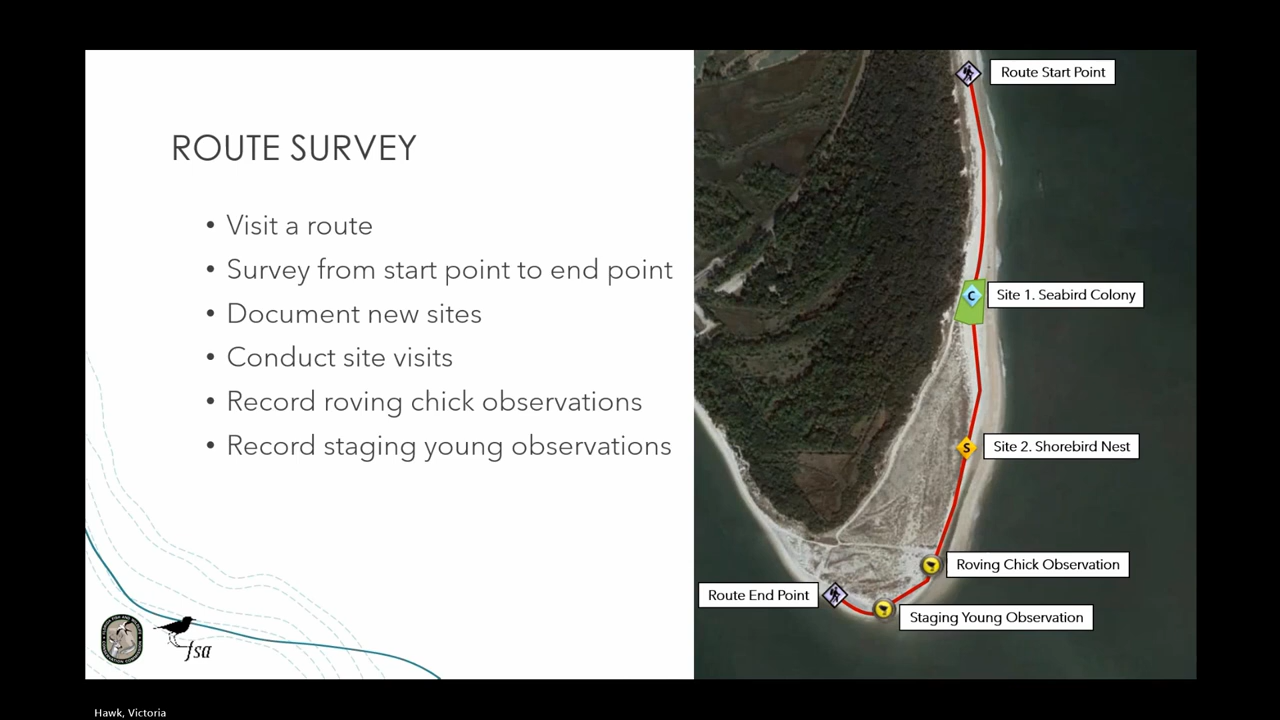 ROUTE SURVEY
• Visit a route
• Survey from start point to end point
• Document new sites
• Conduct site visits
• Record roving chick observations
• Record staging young observations
Route Start Point
C
Site 1. Seabird Colony
S
Site 2. Shorebird Nest
Roving Chick Observation
Route End Point
Staging Young Observation
fsa
Hawk, Victoria